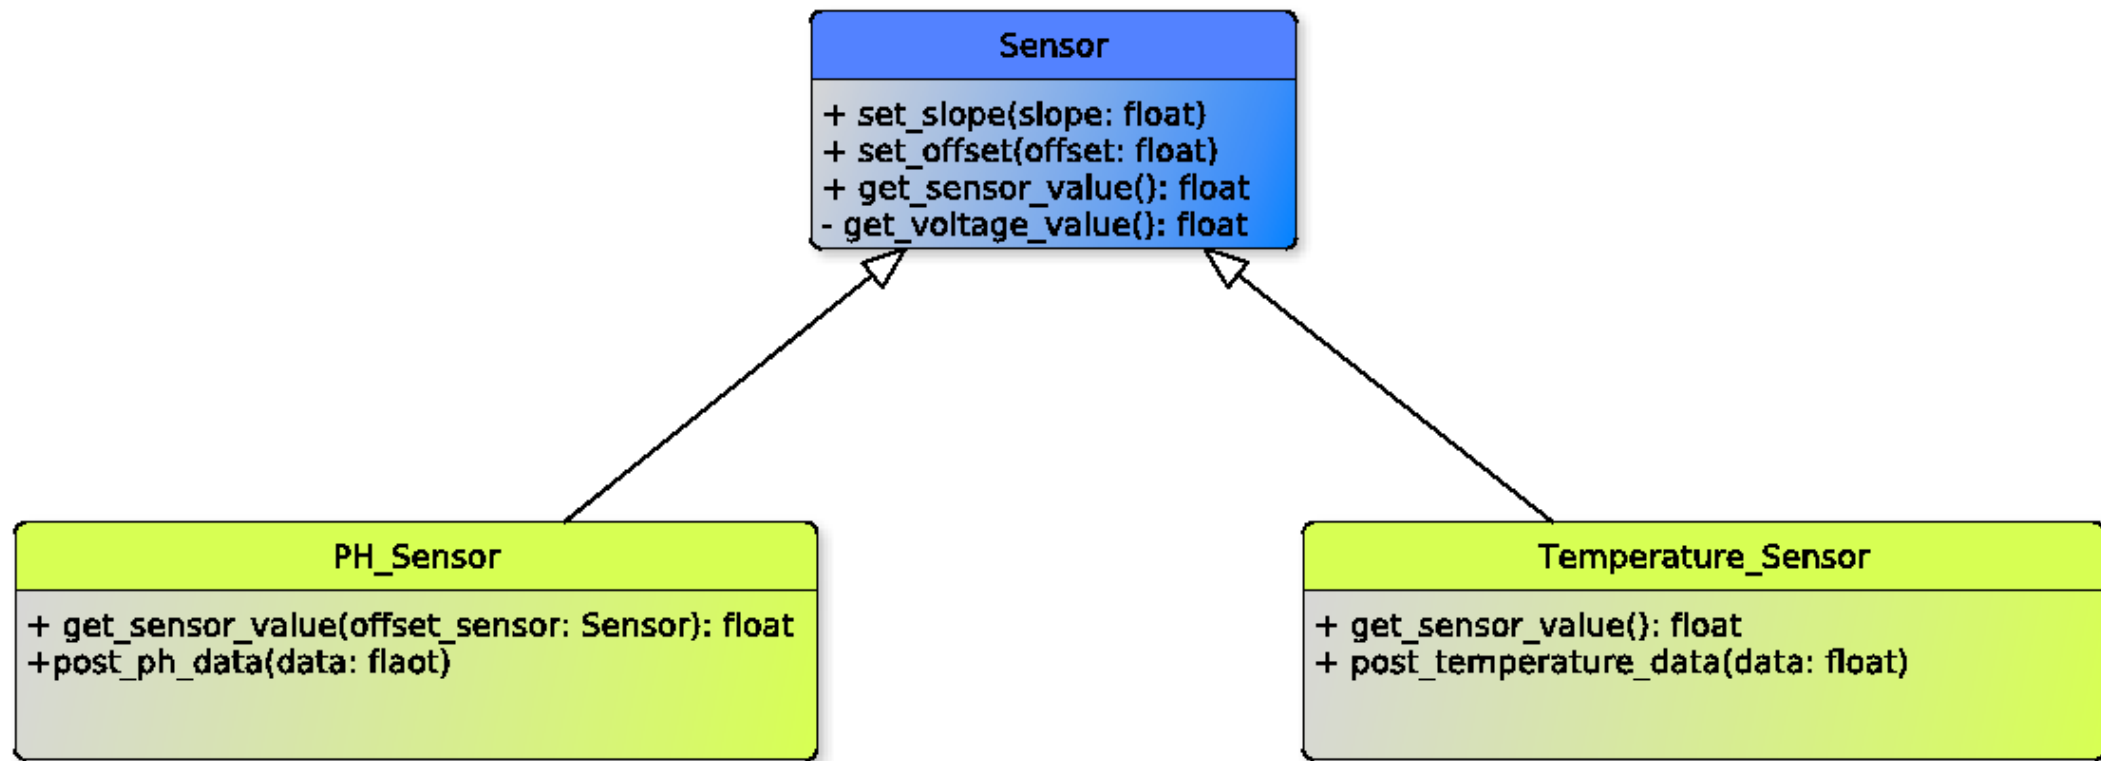 Sensor
+ set_slope(slope: float)
+ set_offset(offset: float)
+ get_sensor_value(): float
- get_voltage_value(): float
PH_Sensor
+ get_sensor_value(offset_sensor: Sensor): float
+post_ph_data(data: flaot)
Temperature_Sensor
+ get_sensor_value(): float
+ post_temperature_data(data: float)